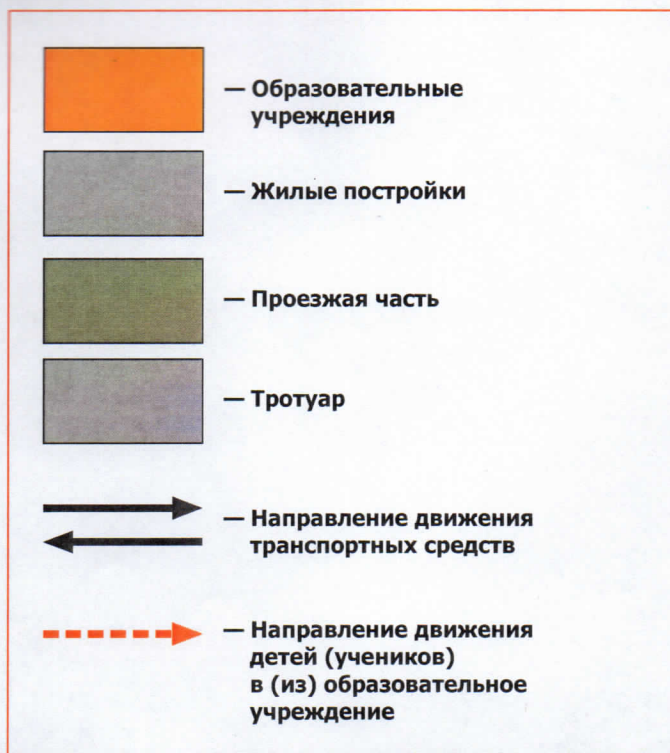 — Образовательные
учреждения
— Жилые постройки
— Проезжая часть
— Тротуар
— Направление движения
транспортных средств
— Направление движения
детей (учеников)
в (из) образовательное
учреждение